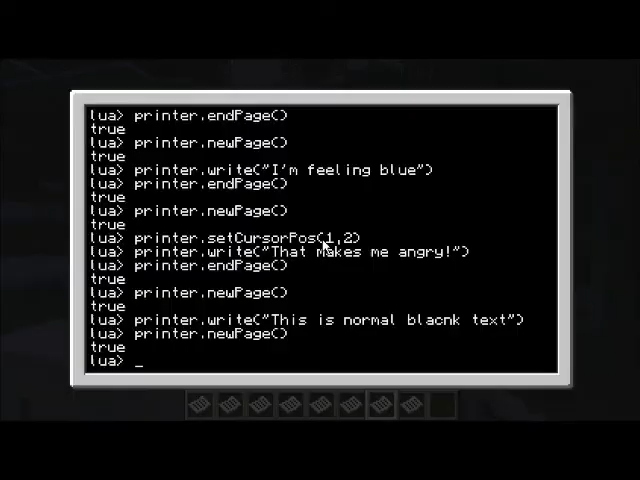 lua> printer.endPage()
true
lua> printer.newPage()
true
lua> printer.write("I'm feeling blue")
lua> printer.endPage()
true
lua> printer.newPage()
true
lua> printer.setCursorPos(1,2)
lua> printer.write("That makes me angry!")
lua> printer.endPage()
true
lua> printer.newPage()
true
lua> printer.write("This is normal blacnk text")
lua> printer.newPage()
true
lua> _